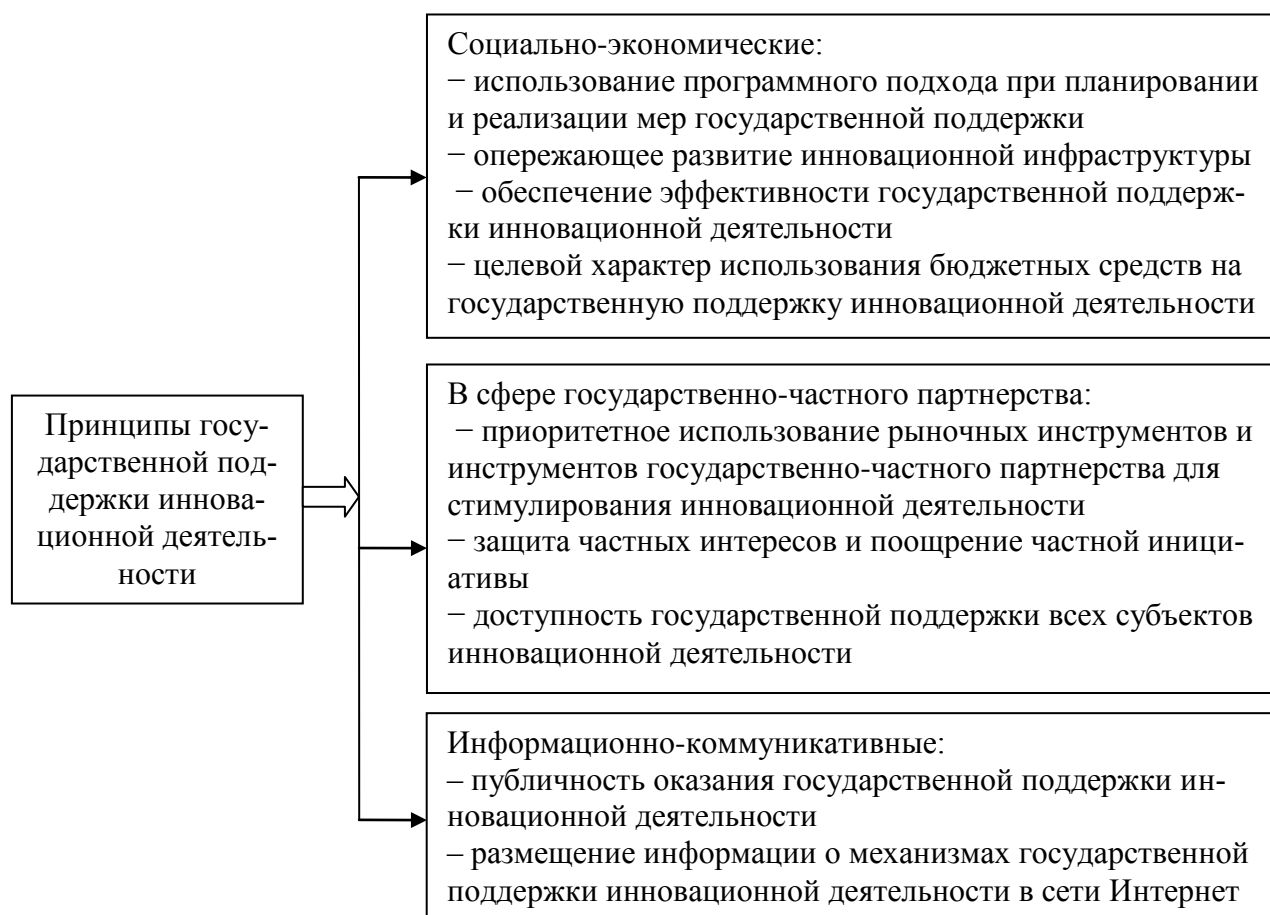 Социально-экономические:
− использование программного подхода при планировании
и реализации мер государственной поддержки
− опережающее развитие инновационной инфраструктуры
− обеспечение эффективности государственной поддерж-
ки инновационной деятельности
− целевой характер использования бюджетных средств на
государственную поддержку инновационной деятельности
Принципы госу-
дарственной под-
держки иннова-
ционной деятель-
ности
В сфере государственно-частного партнерства:
− приоритетное использование рыночных инструментов и
инструментов государственно-частного партнерства для
стимулирования инновационной деятельности
− защита частных интересов и поощрение частной иници-
ативы
− доступность государственной поддержки всех субъектов
инновационной деятельности
Информационно-коммуникативные:
– публичность оказания государственной поддержки ин-
новационной деятельности
– размещение информации о механизмах государственной
поддержки инновационной деятельности в сети Интернет